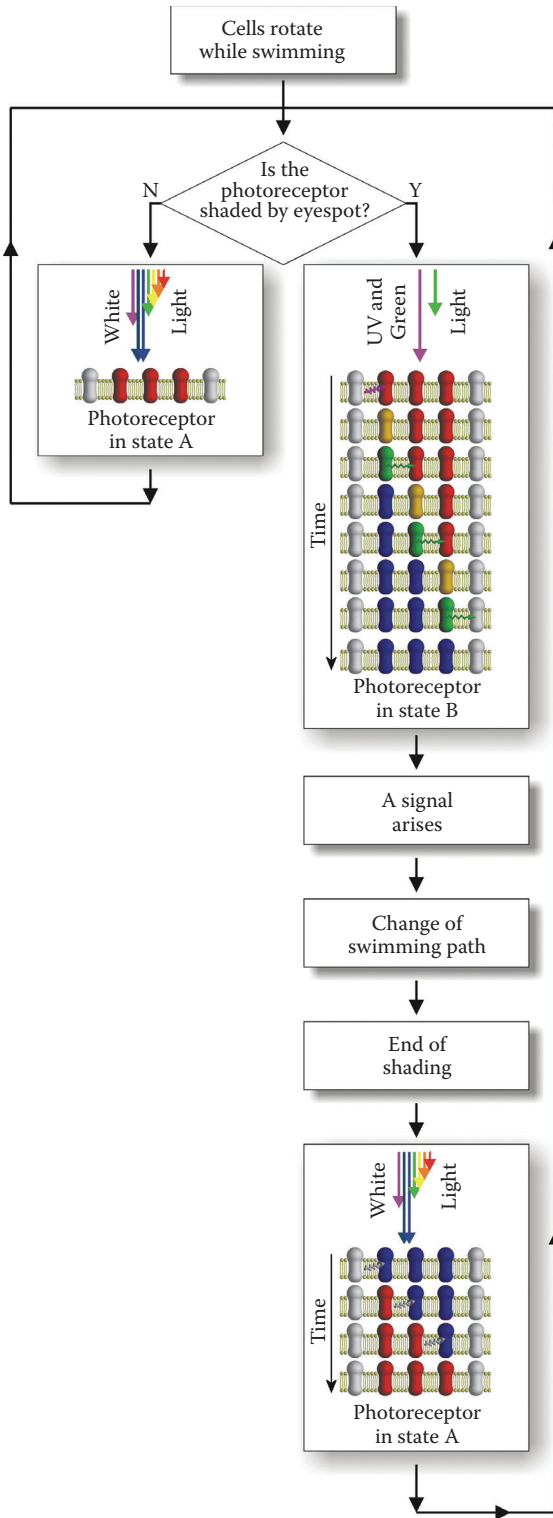 Cells rotate
while swimming
Is the
photoreceptor
shaded by eyespot?
N
Y
White
Light
Photoreceptor
in state A
UV and
Green
Light
Time
Photoreceptor
in state B
A signal
arises
Change of
swimming path
End of
shading
White
Light
Time
Photoreceptor
in state A